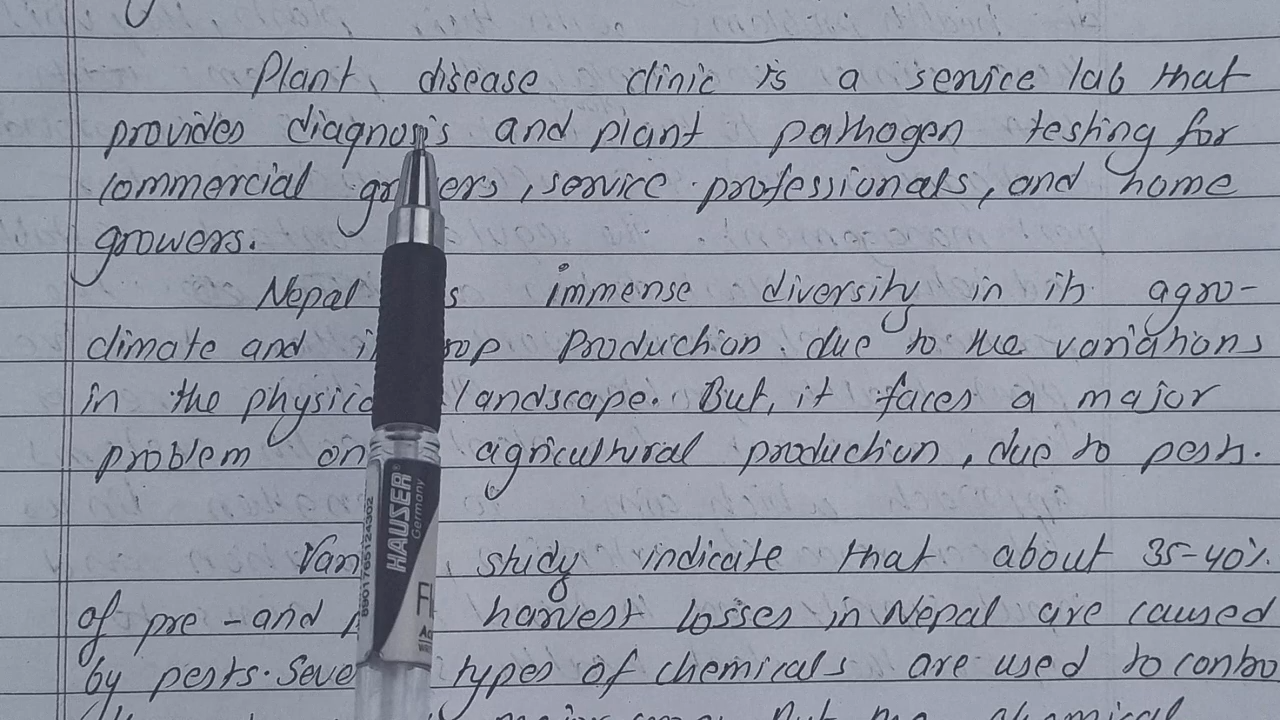 Plant disease clinic is a service lab that
provides diagnosis and plant pathogen testing for
commercial growers, service professionals, and home
growers.
Nepal immense diversity in its agro-
climate and production due to the variations
in the landscape. But, it faces a major
problem on agricultural production, due to pests.
study indicate that about 35-40%
of pre-and harvest losses in Nepal are caused
by pests. types of chemicals are used to
HAUSER®
Germany
8901765124302